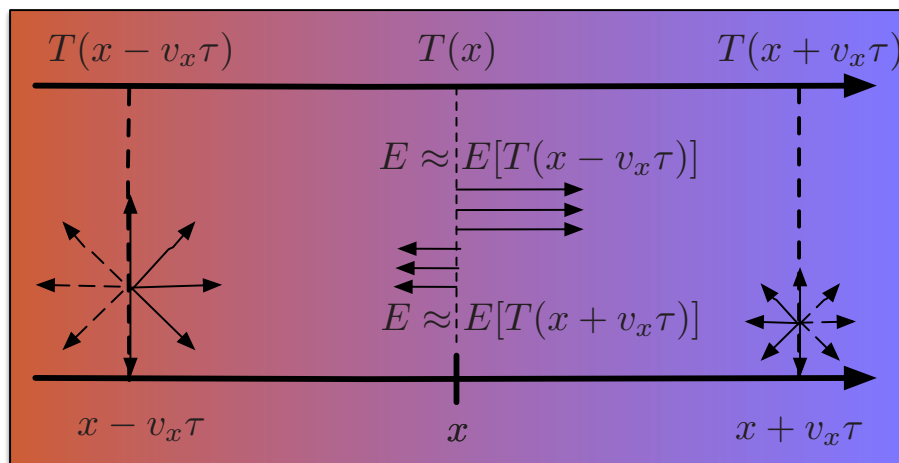 T(x − v_xτ) T(x) T(x + v_xτ)
E ≈ E[T(x − v_xτ)]
E ≈ E[T(x + v_xτ)]
x − v_xτ x x + v_xτ